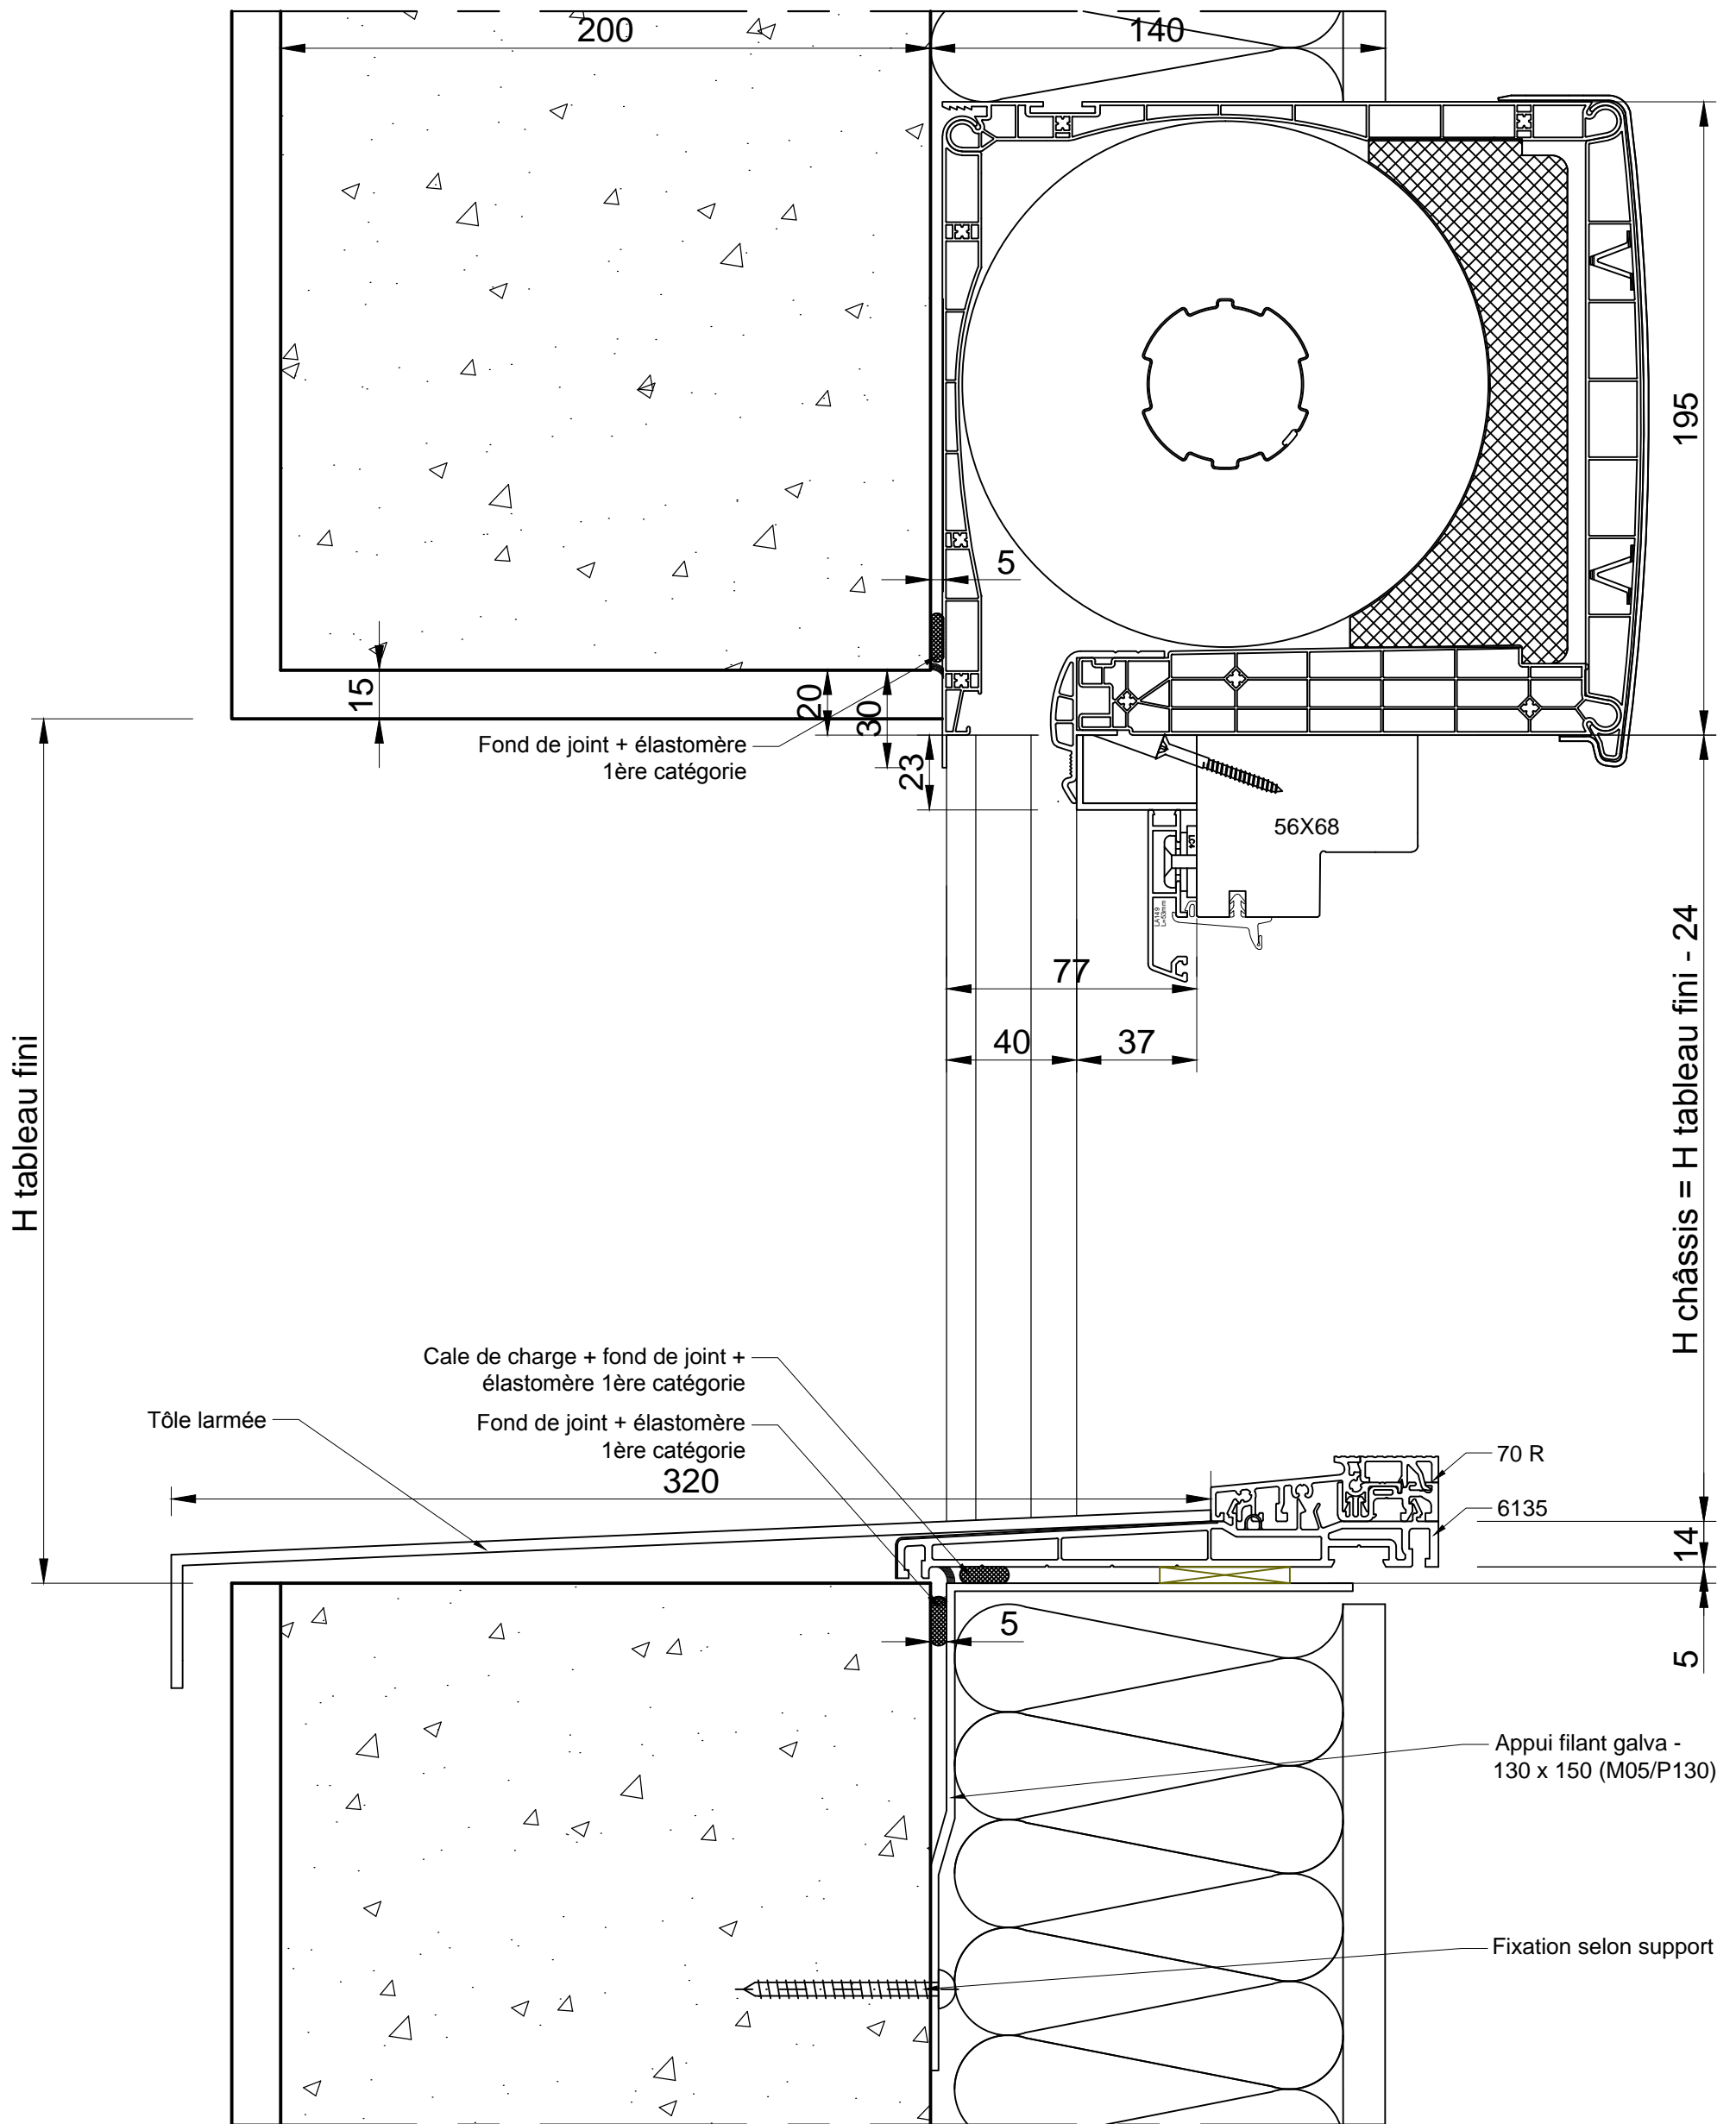 200
140
195
5
15
20
30
23
Fond de joint + élastomère
1ère catégorie
56X68
LC4
LA149
L=53mm
77
40
37
H tableau fini
H châssis = H tableau fini - 24
Cale de charge + fond de joint +
élastomère 1ère catégorie
Tôle larmée
Fond de joint + élastomère
1ère catégorie
320
70 R
6135
14
5
5
Appui filant galva -
130 x 150 (M05/P130)
Fixation selon support